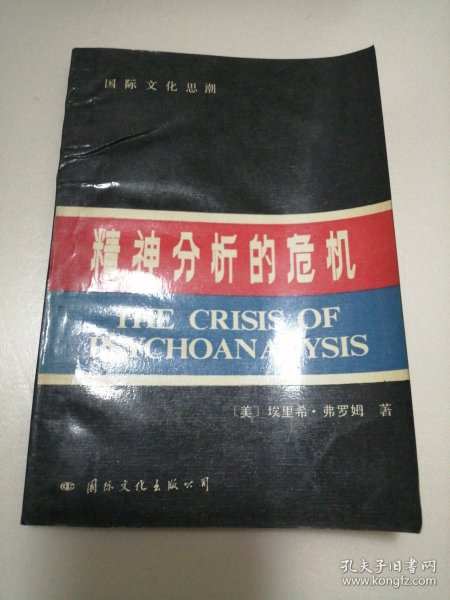 国际文化思潮
精神分析的危机
THE CRISIS OF
PSYCHOANALYSIS
〔美〕埃里希·弗罗姆 著
国际文化出版公司
孔夫子旧书网
www.kongfz.com